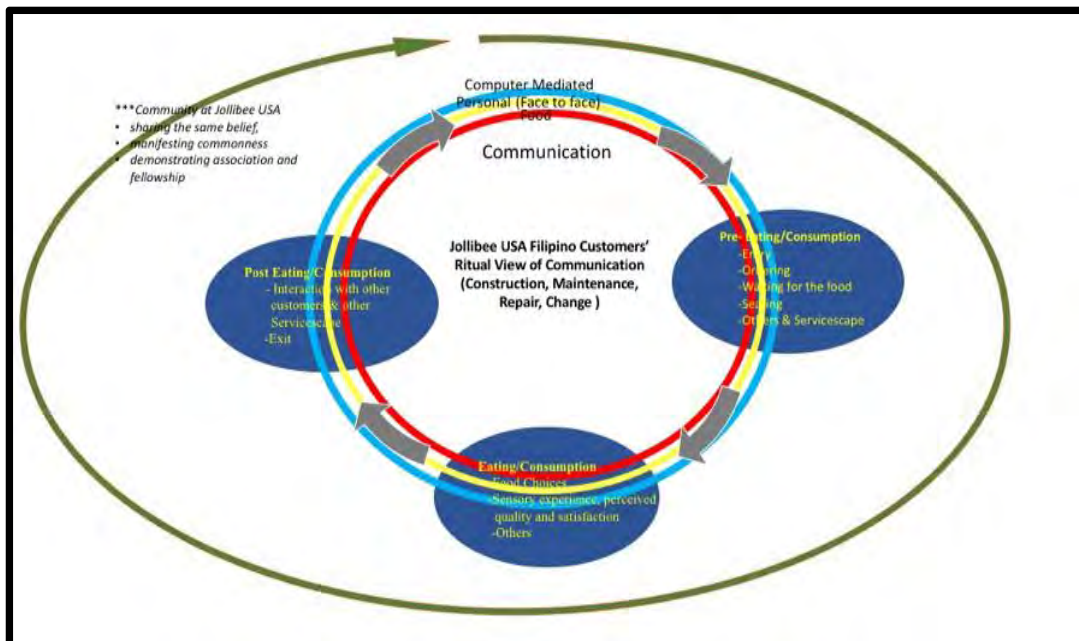 Computer Mediated
Personal (Face to face)
Food
Communication
***Community at Jollibee USA
• sharing the same belief,
• manifesting commonness
• demonstrating association and
fellowship
Jollibee USA Filipino Customers’
Ritual View of Communication
(Construction, Maintenance,
Repair, Change )
Pre- Eating/Consumption
-Entry
-Ordering
-Waiting for the food
-Seating
-Others & Servicescape
Eating/Consumption
-Food Choices
-Sensory experience, perceived
quality and satisfaction
-Others
Post Eating/Consumption
- Interaction with other
customers & other
Servicescape
-Exit